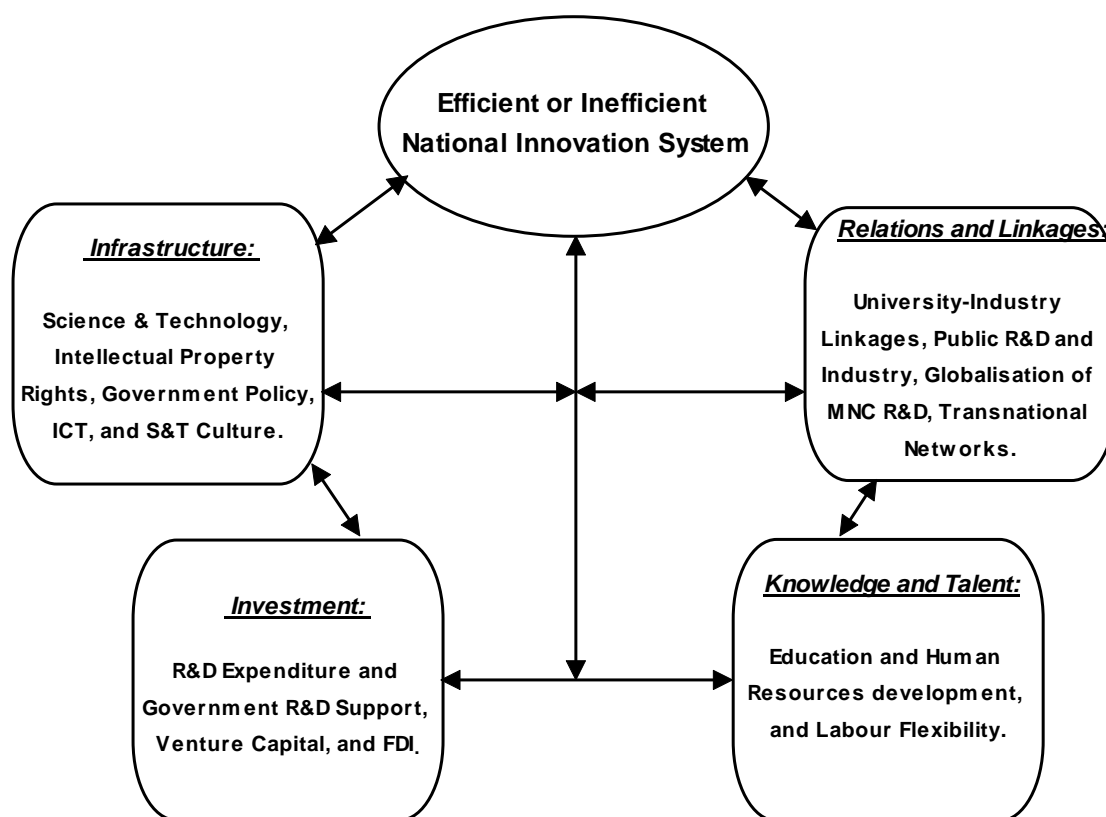 Efficient or Inefficient
National Innovation System
Infrastructure:
Science & Technology,
Intellectual Property
Rights, Government Policy,
ICT, and S&T Culture.
Relations and Linkages:
University-Industry
Linkages, Public R&D and
Industry, Globalisation of
MNC R&D, Transnational
Networks.
Investment:
R&D Expenditure and
Government R&D Support,
Venture Capital, and FDI.
Knowledge and Talent:
Education and Human
Resources development,
and Labour Flexibility.